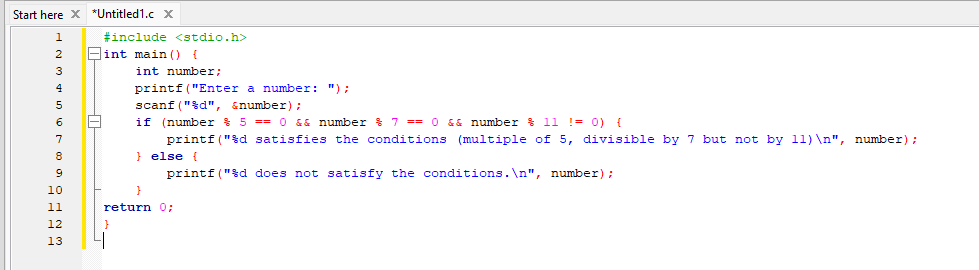 Start here X *Untitled1.c X
1 #include <stdio.h>
2 int main() {
3     int number;
4     printf("Enter a number: ");
5     scanf("%d", &number);
6     if (number % 5 == 0 && number % 7 == 0 && number % 11 != 0) {
7         printf("%d satisfies the conditions (multiple of 5, divisible by 7 but not by 11)\n", number);
8     } else {
9         printf("%d does not satisfy the conditions.\n", number);
10     }
11 return 0;
12 }
13